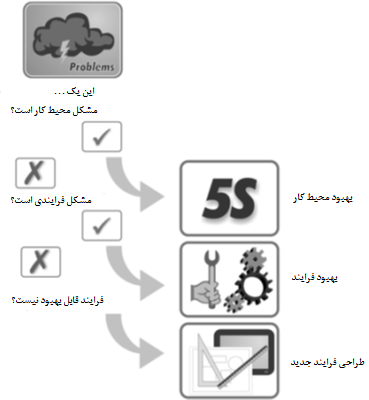 Problems
این یک ...
مشکل محیط کار است؟
5S
بهبود محیط کار
مشکل فرایندی است؟
بهبود فرایند
فرایند قابل بهبود نیست؟
طراحی فرایند جدید